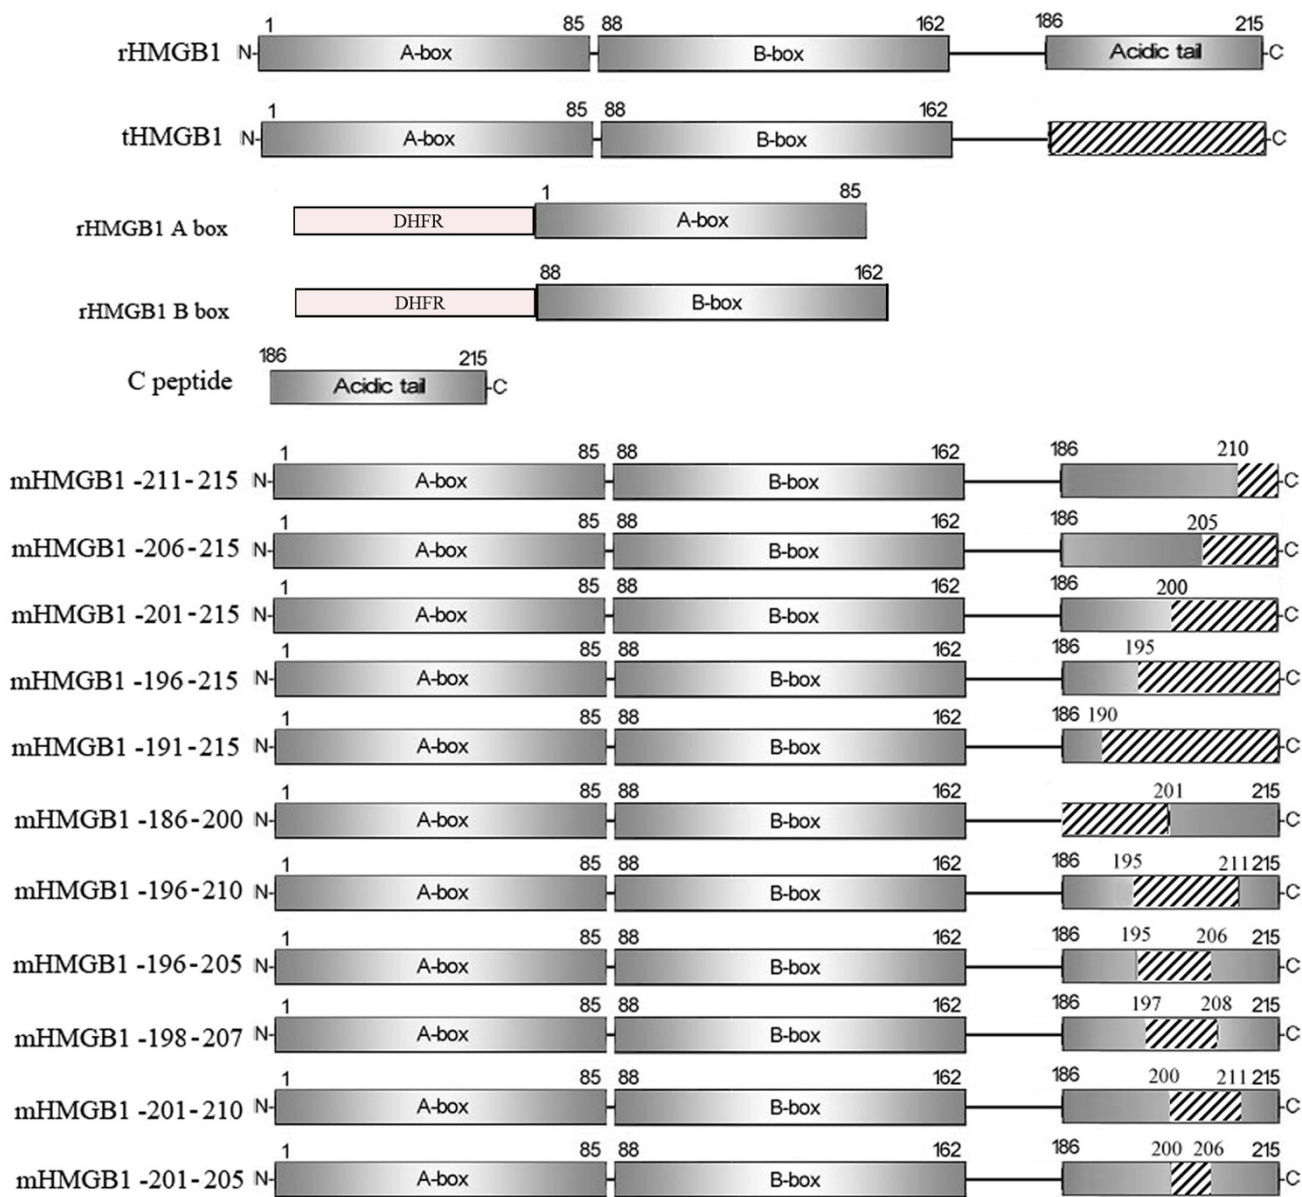 1 85 88 162 186 215
rHMGB1 N- A-box B-box Acidic tail -C
1 85 88 162
tHMGB1 N- A-box B-box -C
1 85
rHMGB1 A box DHFR A-box
88 162
rHMGB1 B box DHFR B-box
186 215
C peptide Acidic tail -C
1 85 88 162 186 210
mHMGB1 -211-215 N- A-box B-box -C
1 85 88 162 186 205
mHMGB1 -206-215 N- A-box B-box -C
1 85 88 162 186 200
mHMGB1 -201-215 N- A-box B-box -C
1 85 88 162 186 195
mHMGB1 -196-215 N- A-box B-box -C
1 85 88 162 186 190
mHMGB1 -191-215 N- A-box B-box -C
1 85 88 162 201 215
mHMGB1 -186-200 N- A-box B-box -C
1 85 88 162 186 195 211 215
mHMGB1 -196-210 N- A-box B-box -C
1 85 88 162 186 195 206 215
mHMGB1 -196-205 N- A-box B-box -C
1 85 88 162 186 197 208 215
mHMGB1 -198-207 N- A-box B-box -C
1 85 88 162 186 200 211 215
mHMGB1 -201-210 N- A-box B-box -C
1 85 88 162 186 200 206 215
mHMGB1 -201-205 N- A-box B-box -C